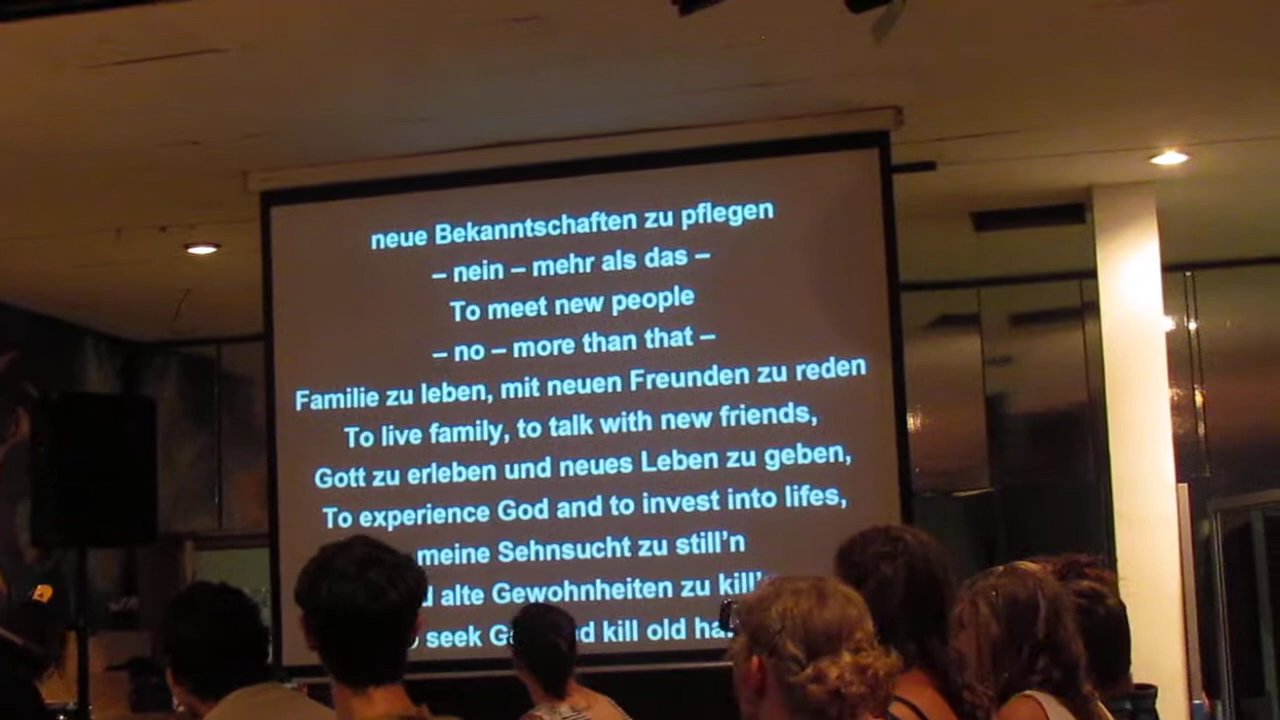 neue Bekanntschaften zu pflegen
– nein – mehr als das –
To meet new people
– no – more than that –
Familie zu leben, mit neuen Freunden zu reden
To live family, to talk with new friends,
Gott zu erleben und neues Leben zu geben,
To experience God and to invest into lifes,
meine Sehnsucht zu still'n
alte Gewohnheiten zu
seek kill old